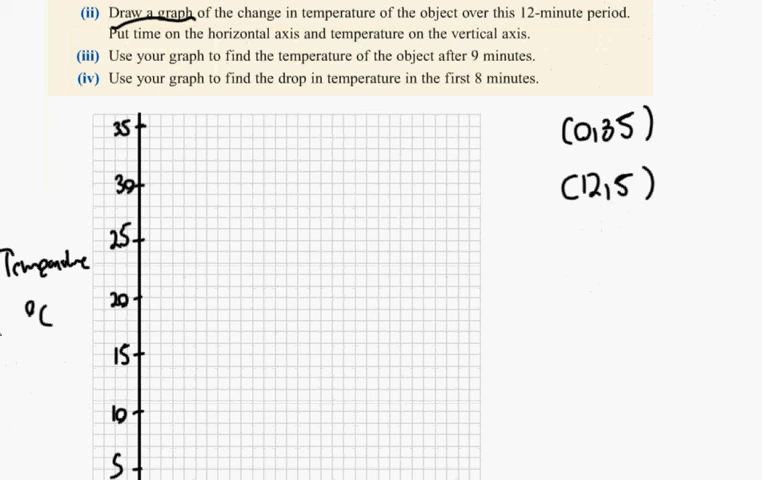 (ii) Draw a graph of the change in temperature of the object over this 12-minute period.
Put time on the horizontal axis and temperature on the vertical axis.
(iii) Use your graph to find the temperature of the object after 9 minutes.
(iv) Use your graph to find the drop in temperature in the first 8 minutes.
35
(0,35)
30
(12,5)
25
Temperature
20
°C
15
10
5